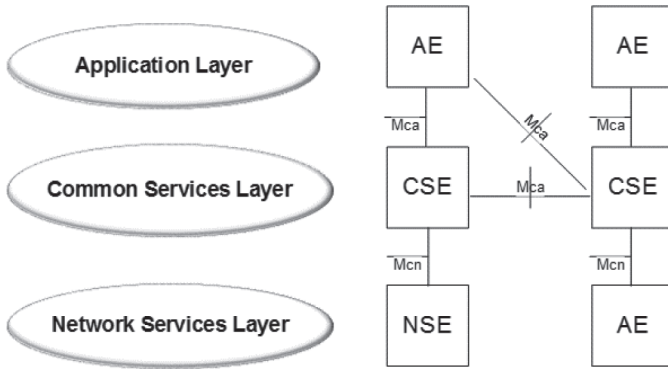 Application Layer
AE
AE
Mca
Mca
Mca
Common Services Layer
CSE
Mca
CSE
Mcn
Mcn
Network Services Layer
NSE
AE